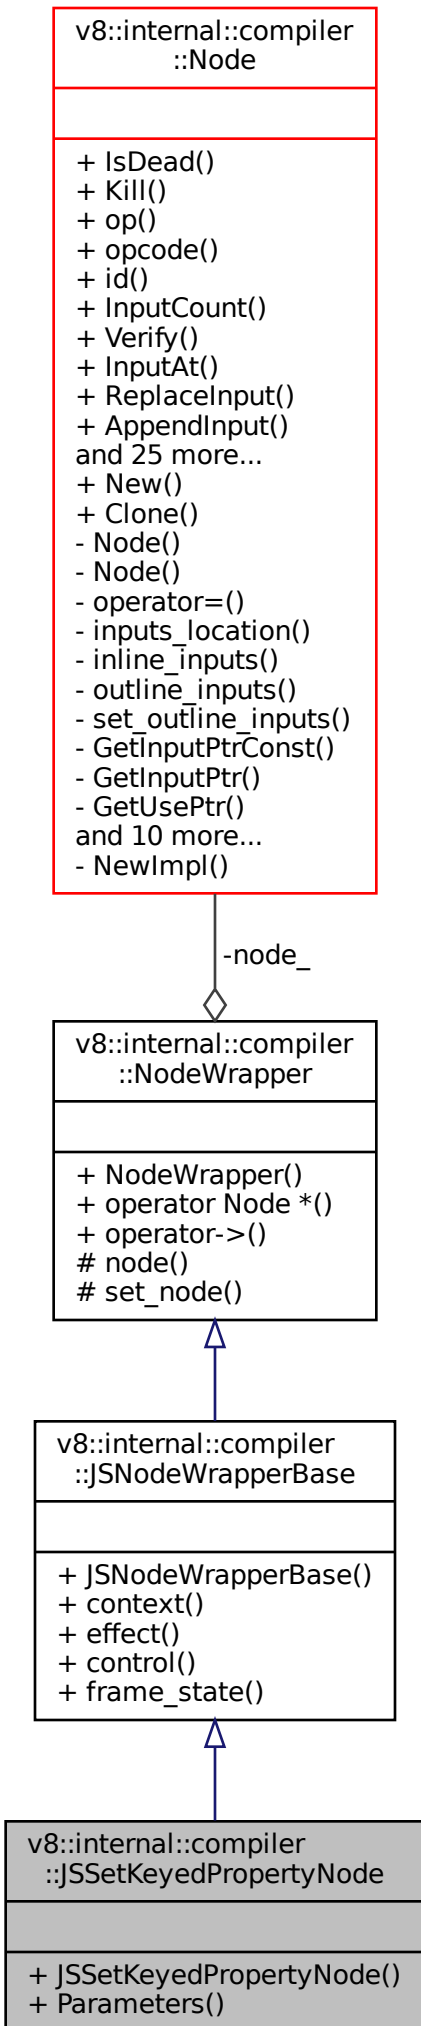 v8::internal::compiler
::Node
+ IsDead()
+ Kill()
+ op()
+ opcode()
+ id()
+ InputCount()
+ Verify()
+ InputAt()
+ ReplaceInput()
+ AppendInput()
and 25 more...
+ New()
+ Clone()
- Node()
- Node()
- operator=()
- inputs_location()
- inline_inputs()
- outline_inputs()
- set_outline_inputs()
- GetInputPtrConst()
- GetInputPtr()
- GetUsePtr()
and 10 more...
- NewImpl()
-node_
v8::internal::compiler
::NodeWrapper
+ NodeWrapper()
+ operator Node *()
+ operator->()
# node()
# set_node()
v8::internal::compiler
::JSNodeWrapperBase
+ JSNodeWrapperBase()
+ context()
+ effect()
+ control()
+ frame_state()
v8::internal::compiler
::JSSetKeyedPropertyNode
+ JSSetKeyedPropertyNode()
+ Parameters()